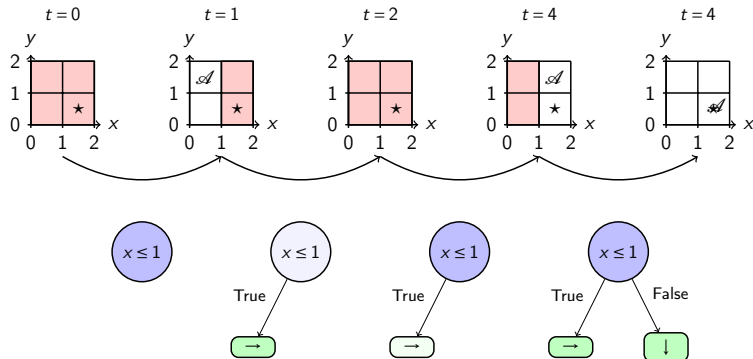 t = 0
t = 1
t = 2
t = 4
t = 4
y
y
y
y
y
2
2
2
2
2
𝒜
𝒜
1
1
1
1
1
★
★
★
★
★ 𝒜
0
0
0
0
0
x
x
x
x
x
0 1 2
0 1 2
0 1 2
0 1 2
0 1 2
x ≤ 1
x ≤ 1
x ≤ 1
x ≤ 1
True
True
True
False
→
→
→
↓